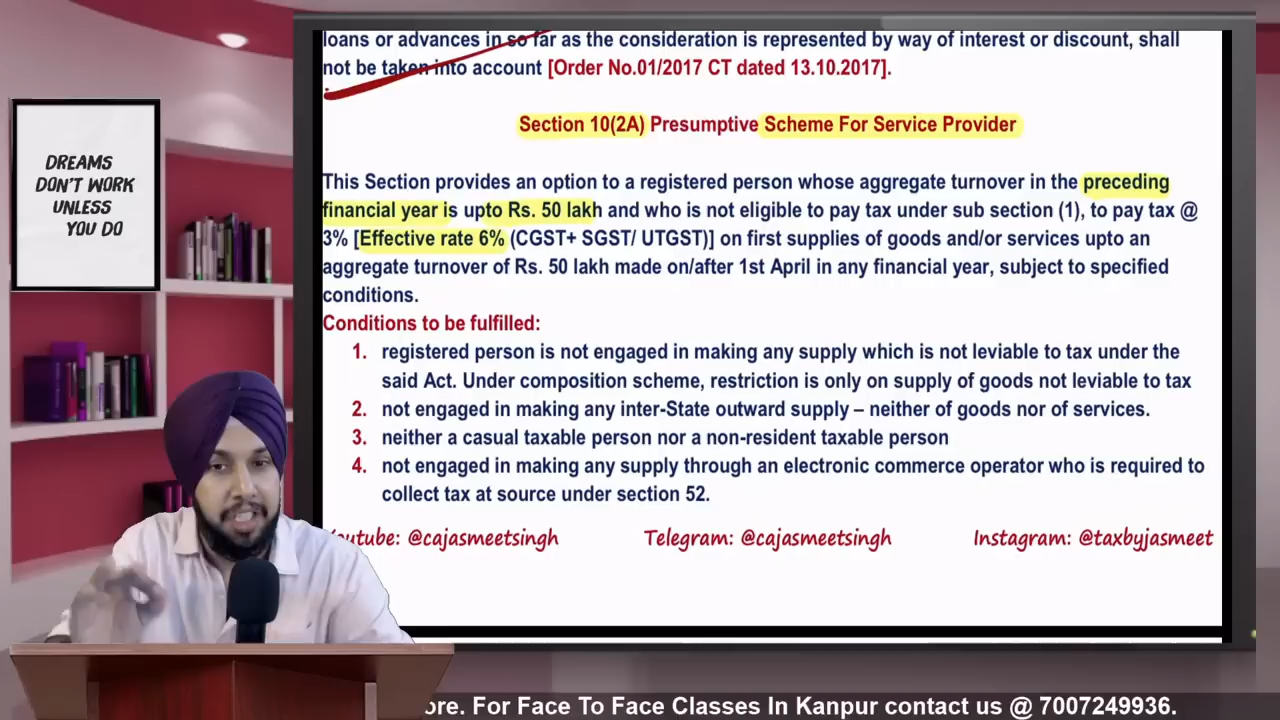 loans or advances in so far as the consideration is represented by way of interest or discount, shall
not be taken into account [Order No.01/2017 CT dated 13.10.2017].
Section 10(2A) Presumptive Scheme For Service Provider
This Section provides an option to a registered person whose aggregate turnover in the preceding
financial year is upto Rs. 50 lakh and who is not eligible to pay tax under sub section (1), to pay tax @
3% [Effective rate 6% (CGST+ SGST/ UTGST)] on first supplies of goods and/or services upto an
aggregate turnover of Rs. 50 lakh made on/after 1st April in any financial year, subject to specified
conditions.
Conditions to be fulfilled:
1. registered person is not engaged in making any supply which is not leviable to tax under the
said Act. Under composition scheme, restriction is only on supply of goods not leviable to tax
2. not engaged in making any inter-State outward supply – neither of goods nor of services.
3. neither a casual taxable person nor a non-resident taxable person
4. not engaged in making any supply through an electronic commerce operator who is required to
collect tax at source under section 52.
outube: @cajasmeetsingh Telegram: @cajasmeetsingh Instagram: @taxbyjasmeet
DREAMS
DON'T WORK
UNLESS
YOU DO
ore. For Face To Face Classes In Kanpur contact us @ 7007249936.